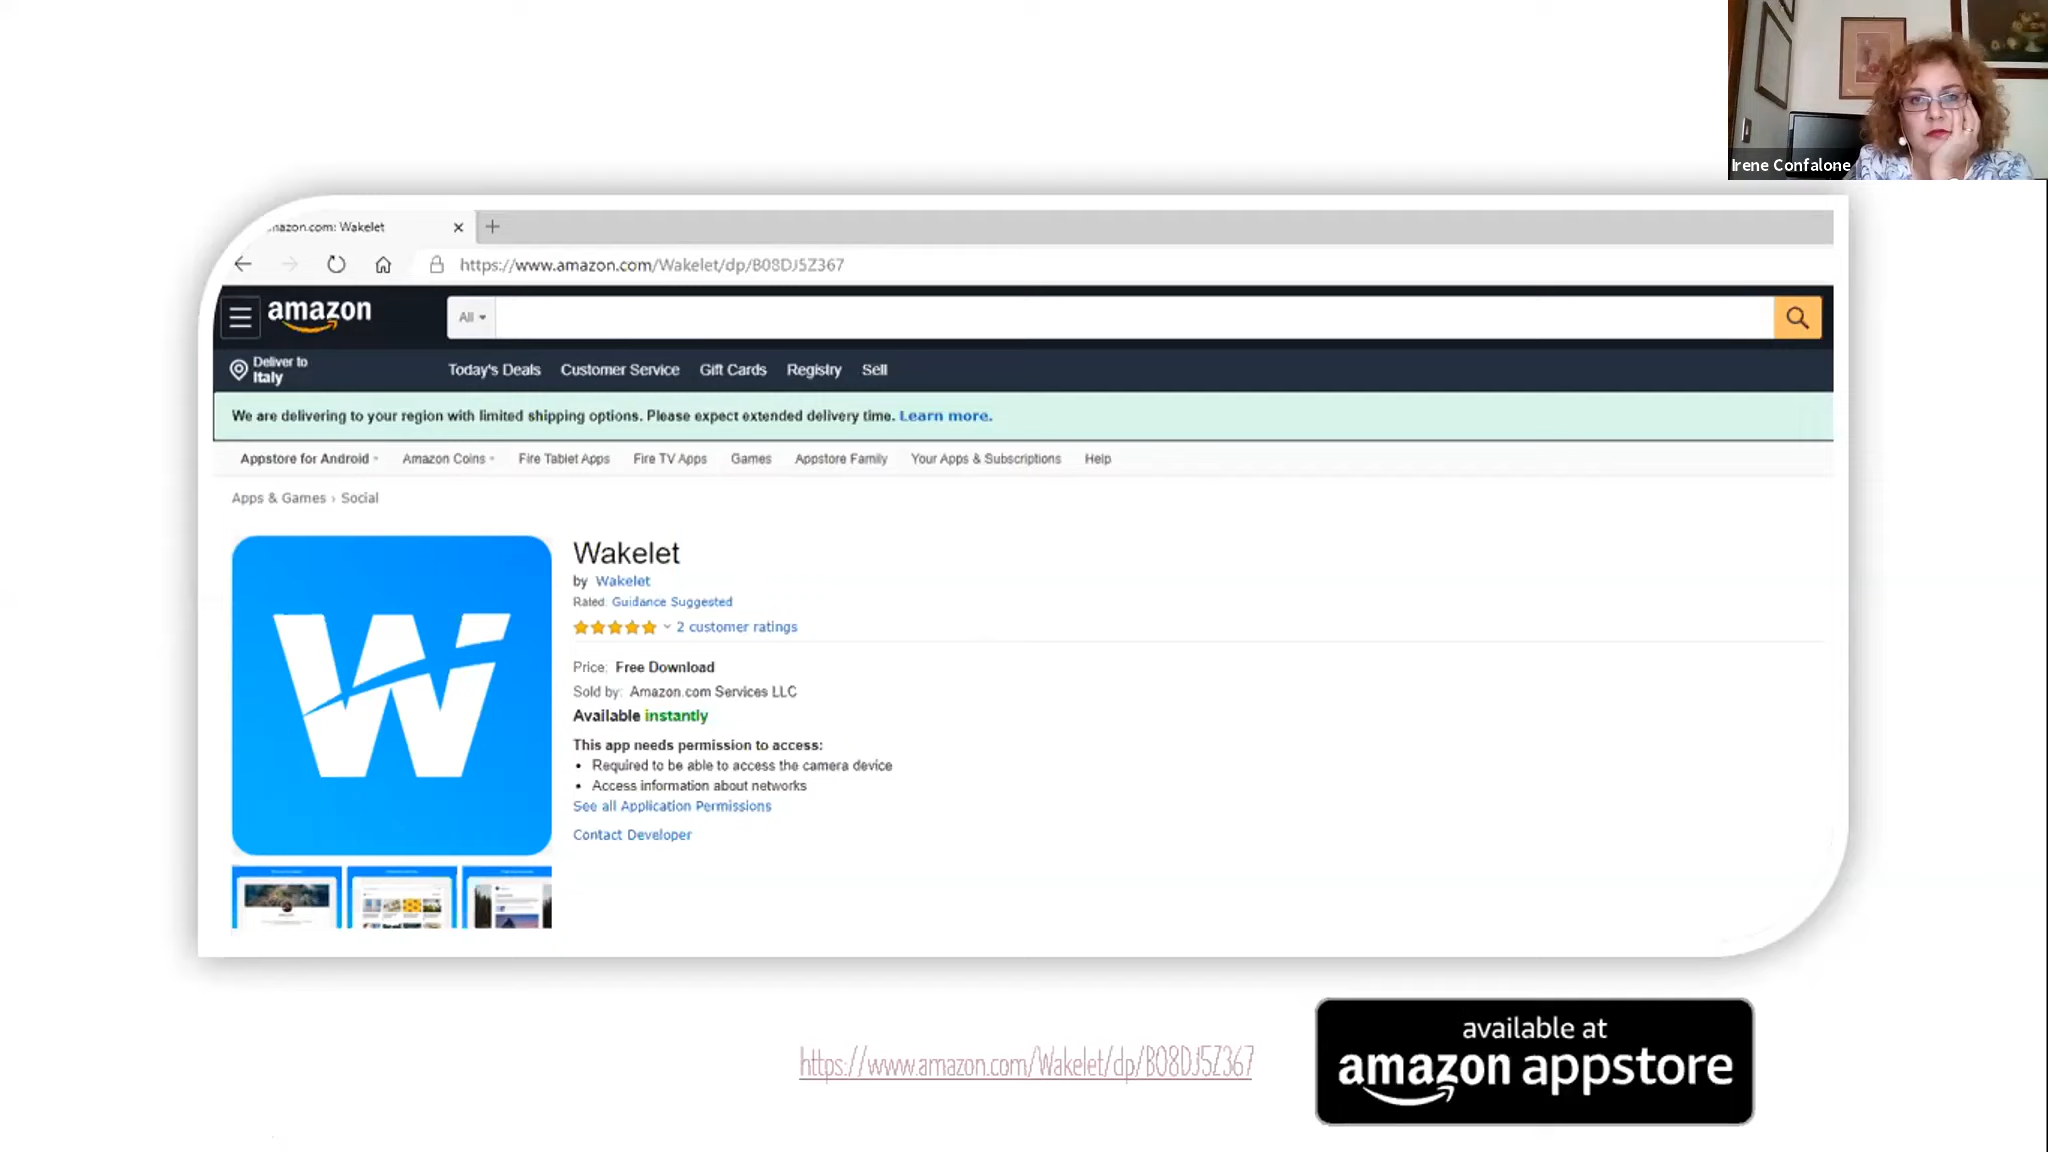 Irene Confalone
mazon.com: Wakelet
https://www.amazon.com/Wakelet/dp/B08DJ5Z367
amazon
All
Deliver to
Italy
Today's Deals Customer Service Gift Cards Registry Sell
We are delivering to your region with limited shipping options. Please expect extended delivery time. Learn more.
Appstore for Android Amazon Coins Fire Tablet Apps Fire TV Apps Games Appstore Family Your Apps & Subscriptions Help
Apps & Games › Social
W
Wakelet
by Wakelet
Rated: Guidance Suggested
2 customer ratings
Price: Free Download
Sold by: Amazon.com Services LLC
Available instantly
This app needs permission to access:
• Required to be able to access the camera device
• Access information about networks
See all Application Permissions
Contact Developer
https://www.amazon.com/Wakelet/dp/B08DJ5Z367
available at
amazon appstore